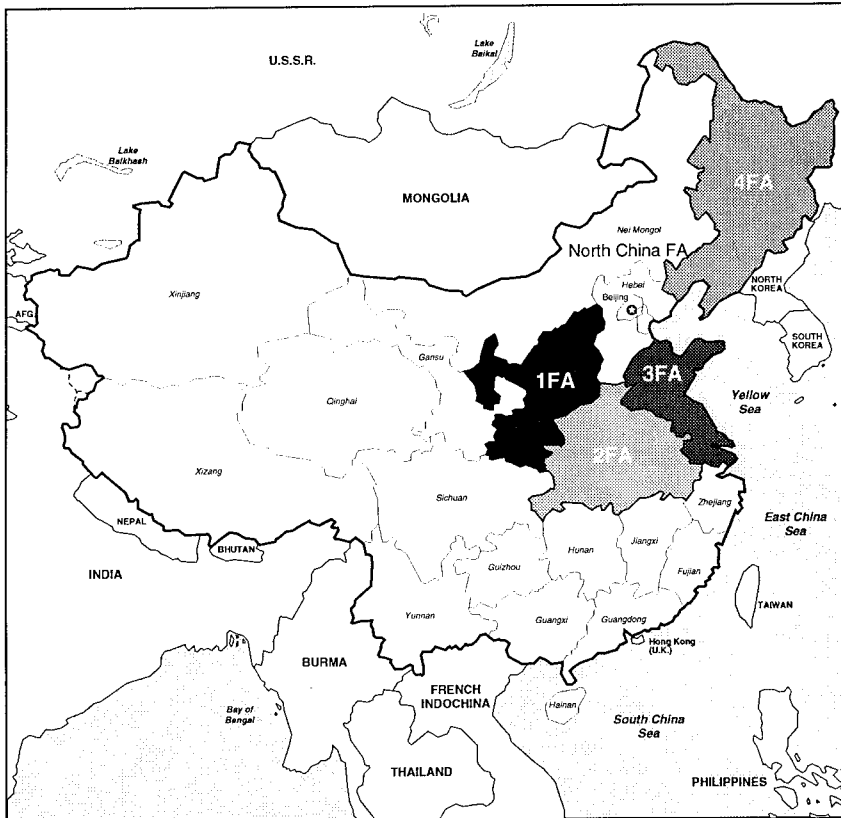 Lake
Baikal
U.S.S.R.
Lake
Balkhash
MONGOLIA
4FA
Nei Mongol
North China FA
Hebei
Beijing
NORTH
KOREA
Xinjiang
AFG.
SOUTH
KOREA
Gansu
1FA
3FA
Yellow
Sea
Qinghai
2FA
Xizang
Sichuan
Zhejiang
East China
Sea
NEPAL
BHUTAN
Hunan
Jiangxi
INDIA
Guizhou
Fujian
TAIWAN
Yunnan
Guangxi
Guangdong
Hong Kong
(U.K.)
BURMA
FRENCH
INDOCHINA
Hainan
Bay of
Bengal
South China
Sea
THAILAND
PHILIPPINES